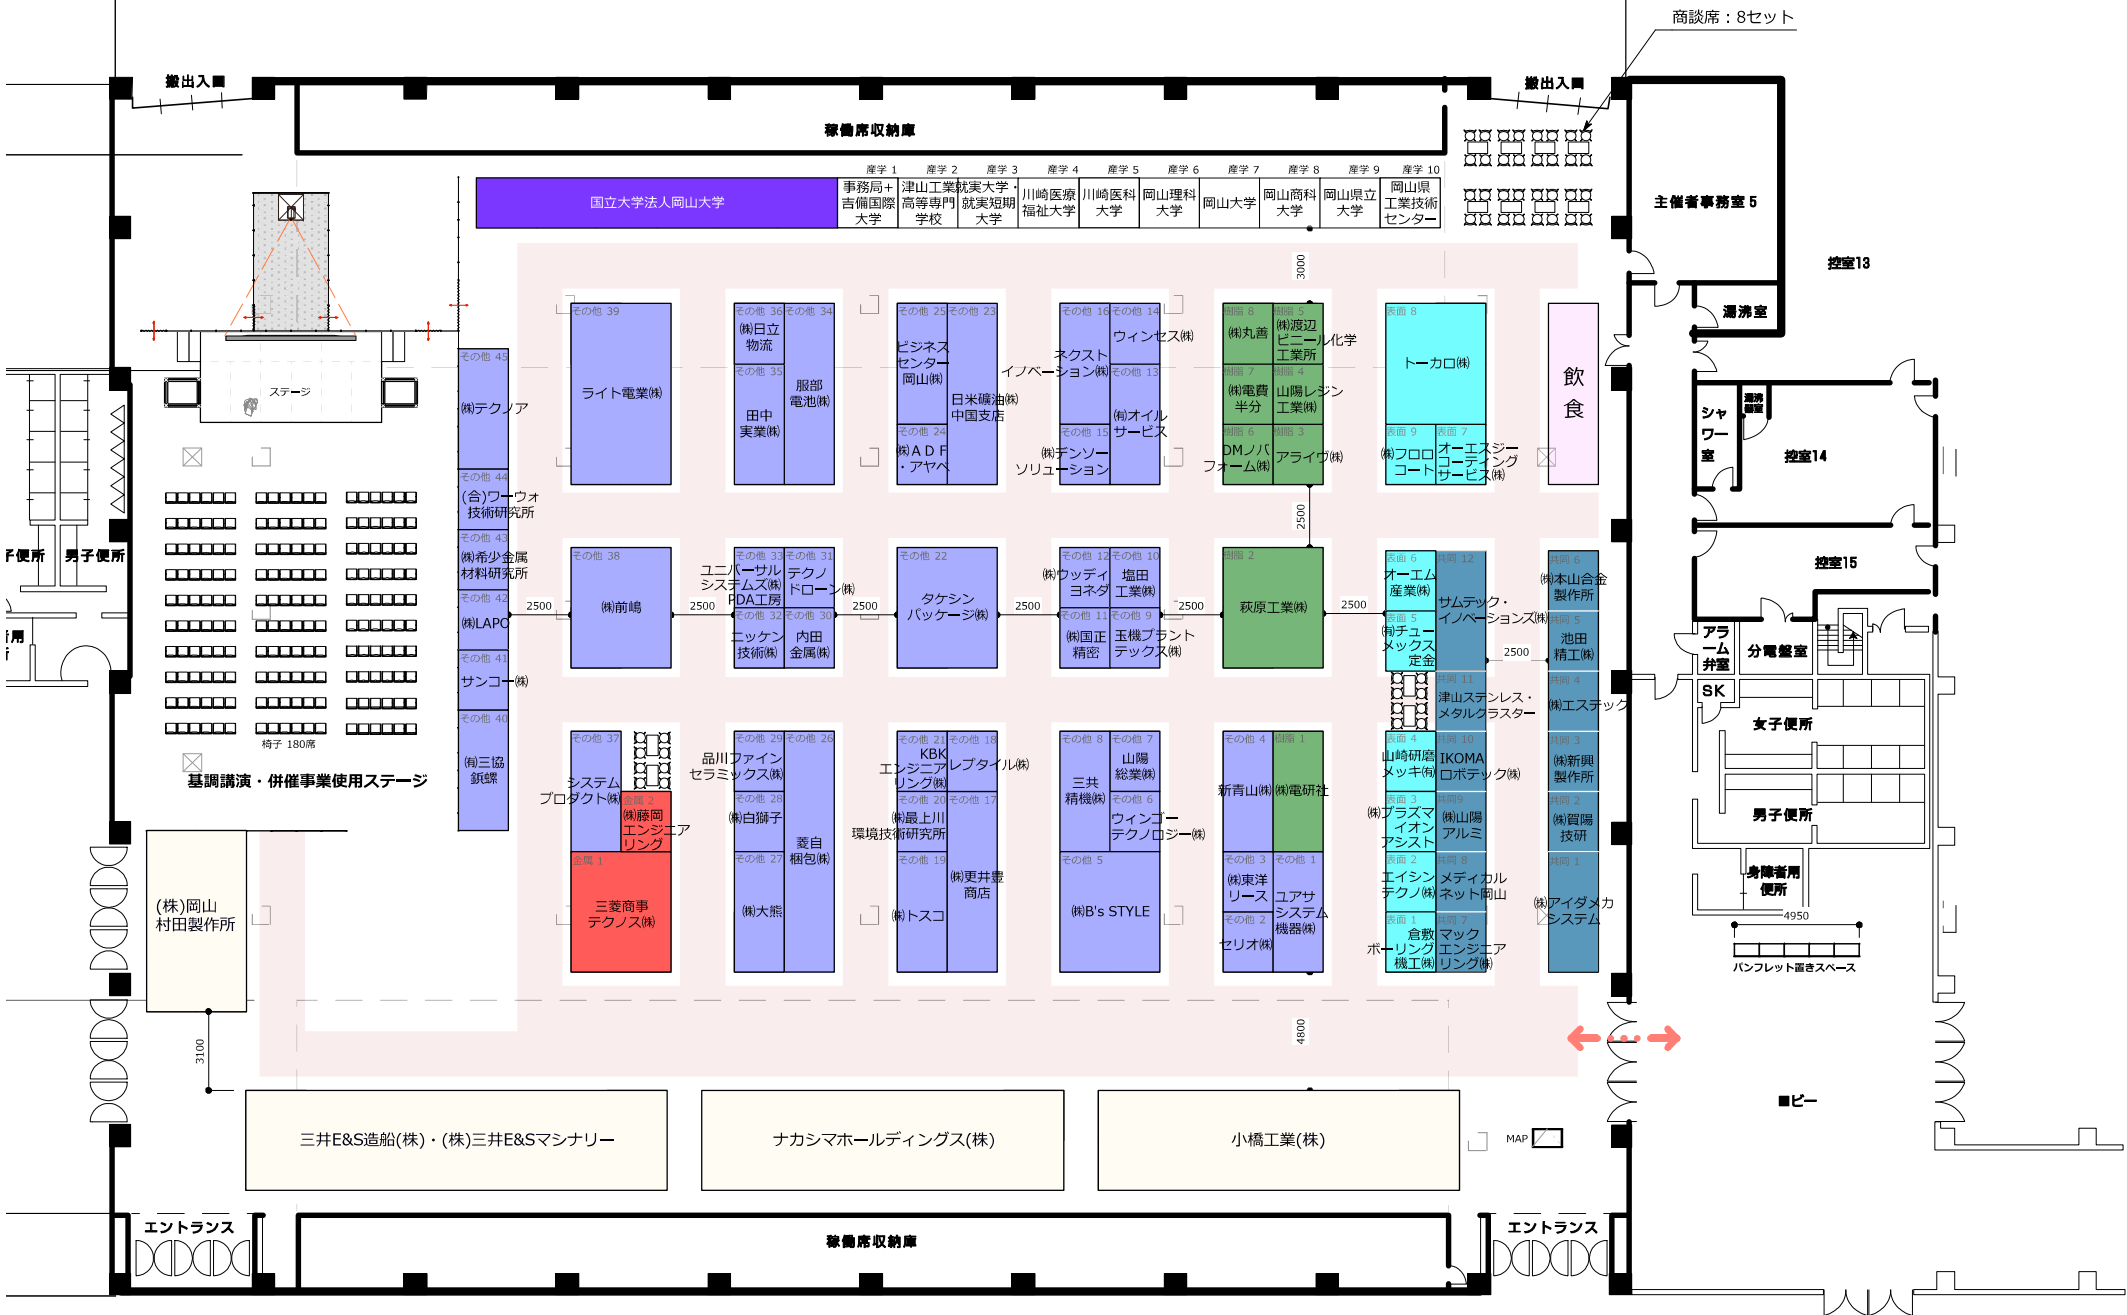 商談席：8セット
搬出入口
搬出入口
稼働席収納庫
産学 1
産学 2
産学 3
産学 4
産学 5
産学 6
産学 7
産学 8
産学 9
産学 10
国立大学法人岡山大学
事務局+
吉備国際
大学
津山工業
高等専門
学校
就実大学・
就実短期
大学
川崎医療
福祉大学
川崎医科
大学
岡山理科
大学
岡山大学
岡山商科
大学
岡山県立
大学
岡山県
工業技術
センター
主催者事務室 5
控室13
湯沸室
3000
ステージ
その他 45
㈱テクノア
その他 44
(合)ワーウォ
技術研究所
その他 43
㈱希少金属
材料研究所
その他 42
㈱LAPO
その他 41
サンコー㈱
その他 40
㈲三協
鋲螺
その他 39
ライト電業㈱
その他 36
㈱日立
物流
その他 35
田中
実業㈱
その他 34
服部
電池㈱
その他 25
ビジネス
センター
岡山㈱
その他 24
㈱ＡＤＦ
・アヤベ
その他 23
日米礦油㈱
中国支店
その他 16
ネクスト
イノベーション㈱
その他 15
㈱デンソー
ソリューション
その他 14
ウィンセス㈱
その他 13
㈲オイル
サービス
樹脂 8
㈱丸善
樹脂 7
㈱電費
半分
樹脂 6
DMノバ
フォーム㈱
樹脂 5
㈱渡辺
ビニール化学
工業所
樹脂 4
山陽レジン
工業㈱
樹脂 3
アライヴ㈱
表面 8
トーカロ㈱
表面 9
㈱フロロ
コート
表面 7
オーエスジー
コーティング
サービス㈱
飲
食
シャ
ワー
室
湯沸
器室
控室14
控室15
2500
子便所
男子便所
その他 38
㈱前嶋
その他 33
ユニバーサル
システムズ㈱
PDA工房
その他 32
ニッケン
技術㈱
その他 31
テクノ
ドローン㈱
その他 30
内田
金属㈱
その他 22
タケシン
パッケージ㈱
その他 12
㈱ウッディ
ヨネダ
その他 11
㈱国正
精密
その他 10
塩田
工業㈱
その他 9
玉機プラント
テックス㈱
樹脂 2
萩原工業㈱
表面 6
オーエム
産業㈱
表面 5
㈲チュー
メックス
定金
共同 12
サムテック・
イノベーションズ㈱
共同 11
津山ステンレス・
メタルクラスター
共同 6
㈱本山合金
製作所
共同 5
池田
精工㈱
共同 4
㈱エステック
2500
2500
2500
2500
2500
2500
2500
アラ
ーム
弁室
分電盤室
SK
女子便所
男子便所
身障者用
便所
椅子 180席
基調講演・併催事業使用ステージ
その他 37
システム
プロダクト㈱
金属 2
㈱藤岡
エンジニア
リング
金属 1
三菱商事
テクノス㈱
その他 29
品川ファイン
セラミックス㈱
その他 28
㈱白獅子
その他 27
㈱大熊
その他 26
菱自
梱包㈱
その他 21
KBK
エンジニア
リング㈱
その他 20
㈱最上川
環境技術研究所
その他 19
㈱トスコ
その他 18
レプタイル㈱
その他 17
㈱更井豊
商店
その他 8
三共
精機㈱
その他 7
山陽
総業㈱
その他 6
ウィンゴー
テクノロジー㈱
その他 5
㈱B's STYLE
その他 4
新青山㈱
樹脂 1
㈱電研社
その他 3
㈱東洋
リース
その他 2
セリオ㈱
その他 1
ユアサ
システム
機器㈱
表面 4
山崎研磨
メッキ㈲
表面 3
㈱プラズマ
イオン
アシスト
表面 2
エイシン
テクノ㈱
表面 1
倉敷
ボーリング
機工㈱
共同 10
IKOMA
ロボテック㈱
共同9
㈱山陽
アルミ
共同 8
メディカル
ネット岡山
共同 7
マック
エンジニア
リング㈱
共同 3
㈱新興
製作所
共同 2
㈱賀陽
技研
共同 1
㈱アイダメカ
システム
4950
パンフレット置きスペース
(株)岡山
村田製作所
3100
4800
三井E&S造船(株)・(株)三井E&Sマシナリー
ナカシマホールディングス(株)
小橋工業(株)
MAP
ロビー
エントランス
稼働席収納庫
エントランス